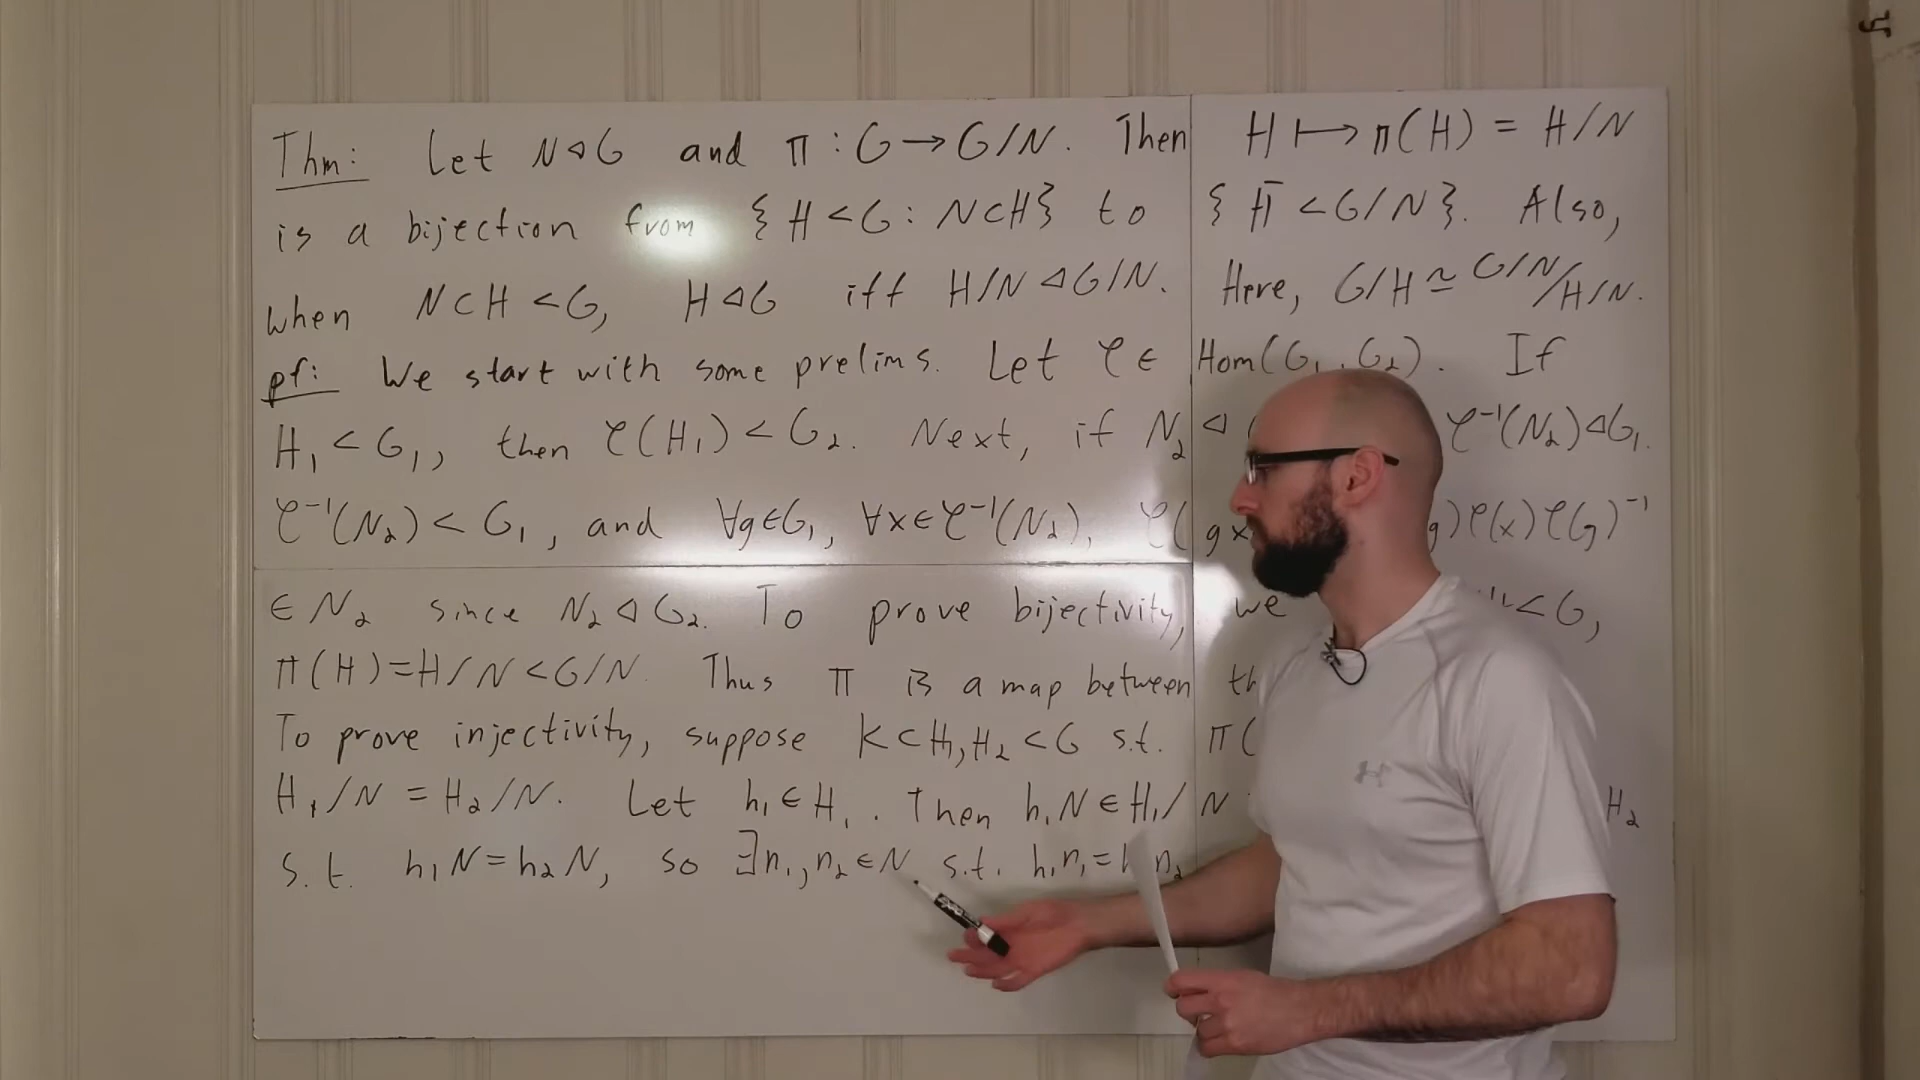 Thm: Let N⊲G and π : G → G/N. Then H ↦ π(H) = H/N
is a bijection from {H < G : N⊂H} to {H̄ < G/N}. Also,
when N⊂H < G, H⊲G iff H/N ⊲ G/N. Here, G/H ≃ G/N/H/N.
pf: We start with some prelims. Let φ ∈ Hom(G₁, G₂). If
H₁ < G₁, then φ(H₁) < G₂. Next, if N₂ ⊲ φ⁻¹(N₂)⊲G₁.
φ⁻¹(N₂) < G₁, and ∀g∈G₁, ∀x∈φ⁻¹(N₂), φ(gx g)φ(x)φ(G)⁻¹
∈ N₂ since N₂⊲G₂. To prove bijectivity, we <G,
π(H)=H/N<G/N. Thus π is a map between
To prove injectivity, suppose K⊂H₁,H₂<G s.t. π(
H₁/N = H₂/N. Let h₁∈H₁. Then h₁N∈H₁/N H₂
s.t. h₁N=h₂N, so ∃n₁,n₂∈N s.t. h₁n₁= n₂